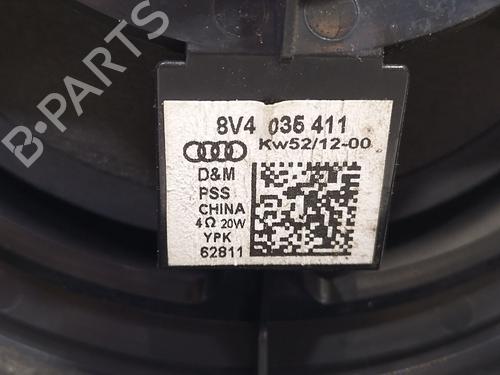 B-PARTS
8V4 035 411
Kw52/12-00
D&M
PSS
CHINA
4Ω 20W
YPK
62811